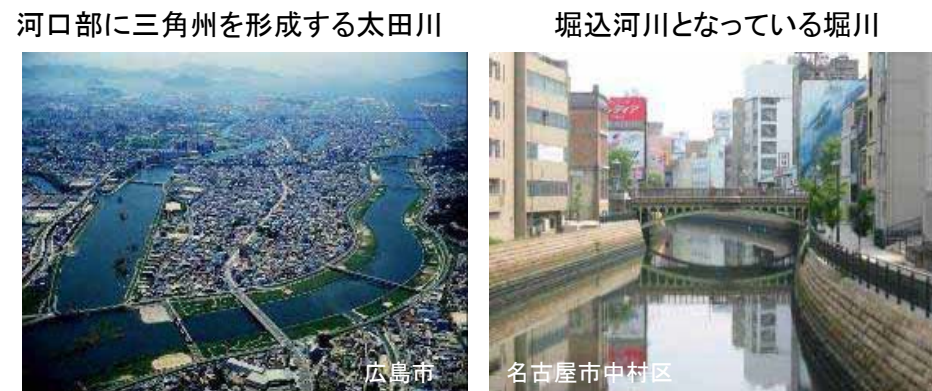 河口部に三角州を形成する太田川
堀込河川となっている堀川
広島市
名古屋市中村区